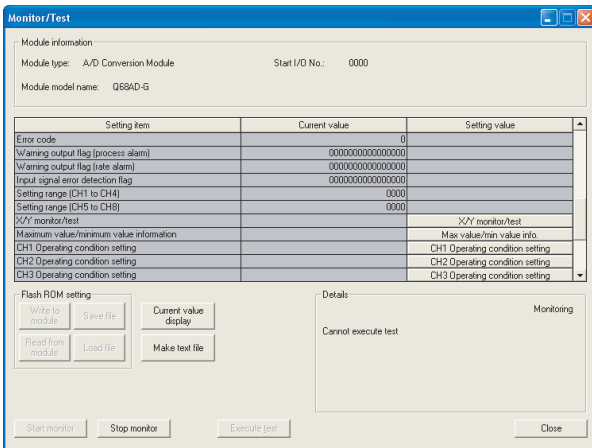 Monitor/Test
Module information
Module type: A/D Conversion Module Start I/O No.: 0000
Module model name: Q68AD-G
Setting item Current value Setting value
Error code 0
Warning output flag (process alarm) 0000000000000000
Warning output flag (rate alarm) 0000000000000000
Input signal error detection flag 0000000000000000
Setting range (CH1 to CH4) 0000
Setting range (CH5 to CH8) 0000
X/Y monitor/test X/Y monitor/test
Maximum value/minimum value information Max value/min value info.
CH1 Operating condition setting CH1 Operating condition setting
CH2 Operating condition setting CH2 Operating condition setting
CH3 Operating condition setting CH3 Operating condition setting
Flash ROM setting
Write to module
Save file
Current value display
Read from module
Load file
Make text file
Details
Monitoring
Cannot execute test
Start monitor Stop monitor Execute test Close